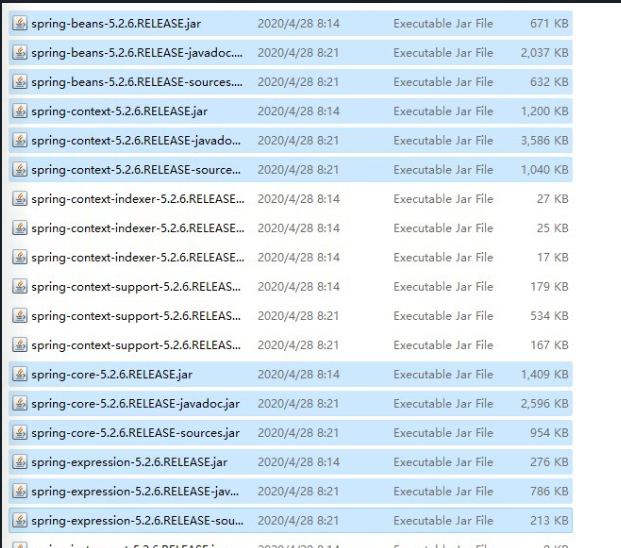 spring-beans-5.2.6.RELEASE.jar 2020/4/28 8:14 Executable Jar File 671 KB
spring-beans-5.2.6.RELEASE-javadoc.... 2020/4/28 8:21 Executable Jar File 2,037 KB
spring-beans-5.2.6.RELEASE-sources.... 2020/4/28 8:21 Executable Jar File 632 KB
spring-context-5.2.6.RELEASE.jar 2020/4/28 8:14 Executable Jar File 1,200 KB
spring-context-5.2.6.RELEASE-javado... 2020/4/28 8:21 Executable Jar File 3,586 KB
spring-context-5.2.6.RELEASE-source... 2020/4/28 8:21 Executable Jar File 1,040 KB
spring-context-indexer-5.2.6.RELEASE... 2020/4/28 8:14 Executable Jar File 27 KB
spring-context-indexer-5.2.6.RELEASE... 2020/4/28 8:14 Executable Jar File 25 KB
spring-context-indexer-5.2.6.RELEASE... 2020/4/28 8:14 Executable Jar File 17 KB
spring-context-support-5.2.6.RELEAS... 2020/4/28 8:14 Executable Jar File 179 KB
spring-context-support-5.2.6.RELEAS... 2020/4/28 8:21 Executable Jar File 534 KB
spring-context-support-5.2.6.RELEAS... 2020/4/28 8:21 Executable Jar File 167 KB
spring-core-5.2.6.RELEASE.jar 2020/4/28 8:14 Executable Jar File 1,409 KB
spring-core-5.2.6.RELEASE-javadoc.jar 2020/4/28 8:21 Executable Jar File 2,596 KB
spring-core-5.2.6.RELEASE-sources.jar 2020/4/28 8:21 Executable Jar File 954 KB
spring-expression-5.2.6.RELEASE.jar 2020/4/28 8:14 Executable Jar File 276 KB
spring-expression-5.2.6.RELEASE-jav... 2020/4/28 8:21 Executable Jar File 786 KB
spring-expression-5.2.6.RELEASE-sou... 2020/4/28 8:21 Executable Jar File 213 KB